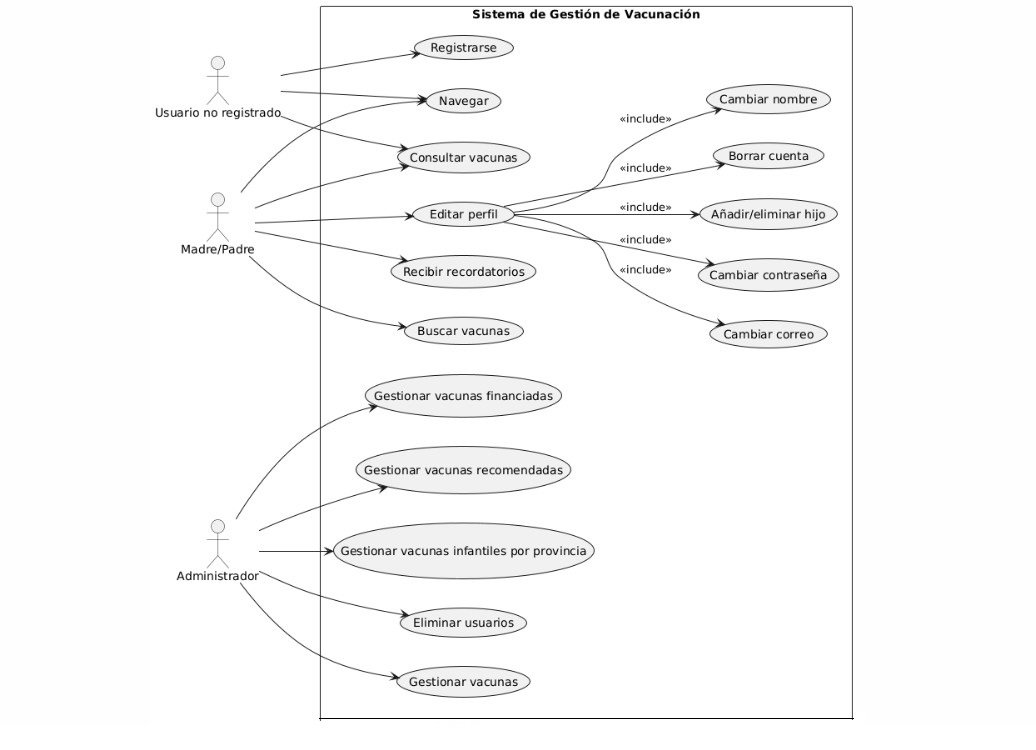 Sistema de Gestión de Vacunación
Registrarse
Usuario no registrado
Navegar
Consultar vacunas
Madre/Padre
Editar perfil
Recibir recordatorios
Buscar vacunas
«include»
Cambiar nombre
«include»
Borrar cuenta
«include»
Añadir/eliminar hijo
«include»
Cambiar contraseña
«include»
Cambiar correo
Gestionar vacunas financiadas
Gestionar vacunas recomendadas
Administrador
Gestionar vacunas infantiles por provincia
Eliminar usuarios
Gestionar vacunas